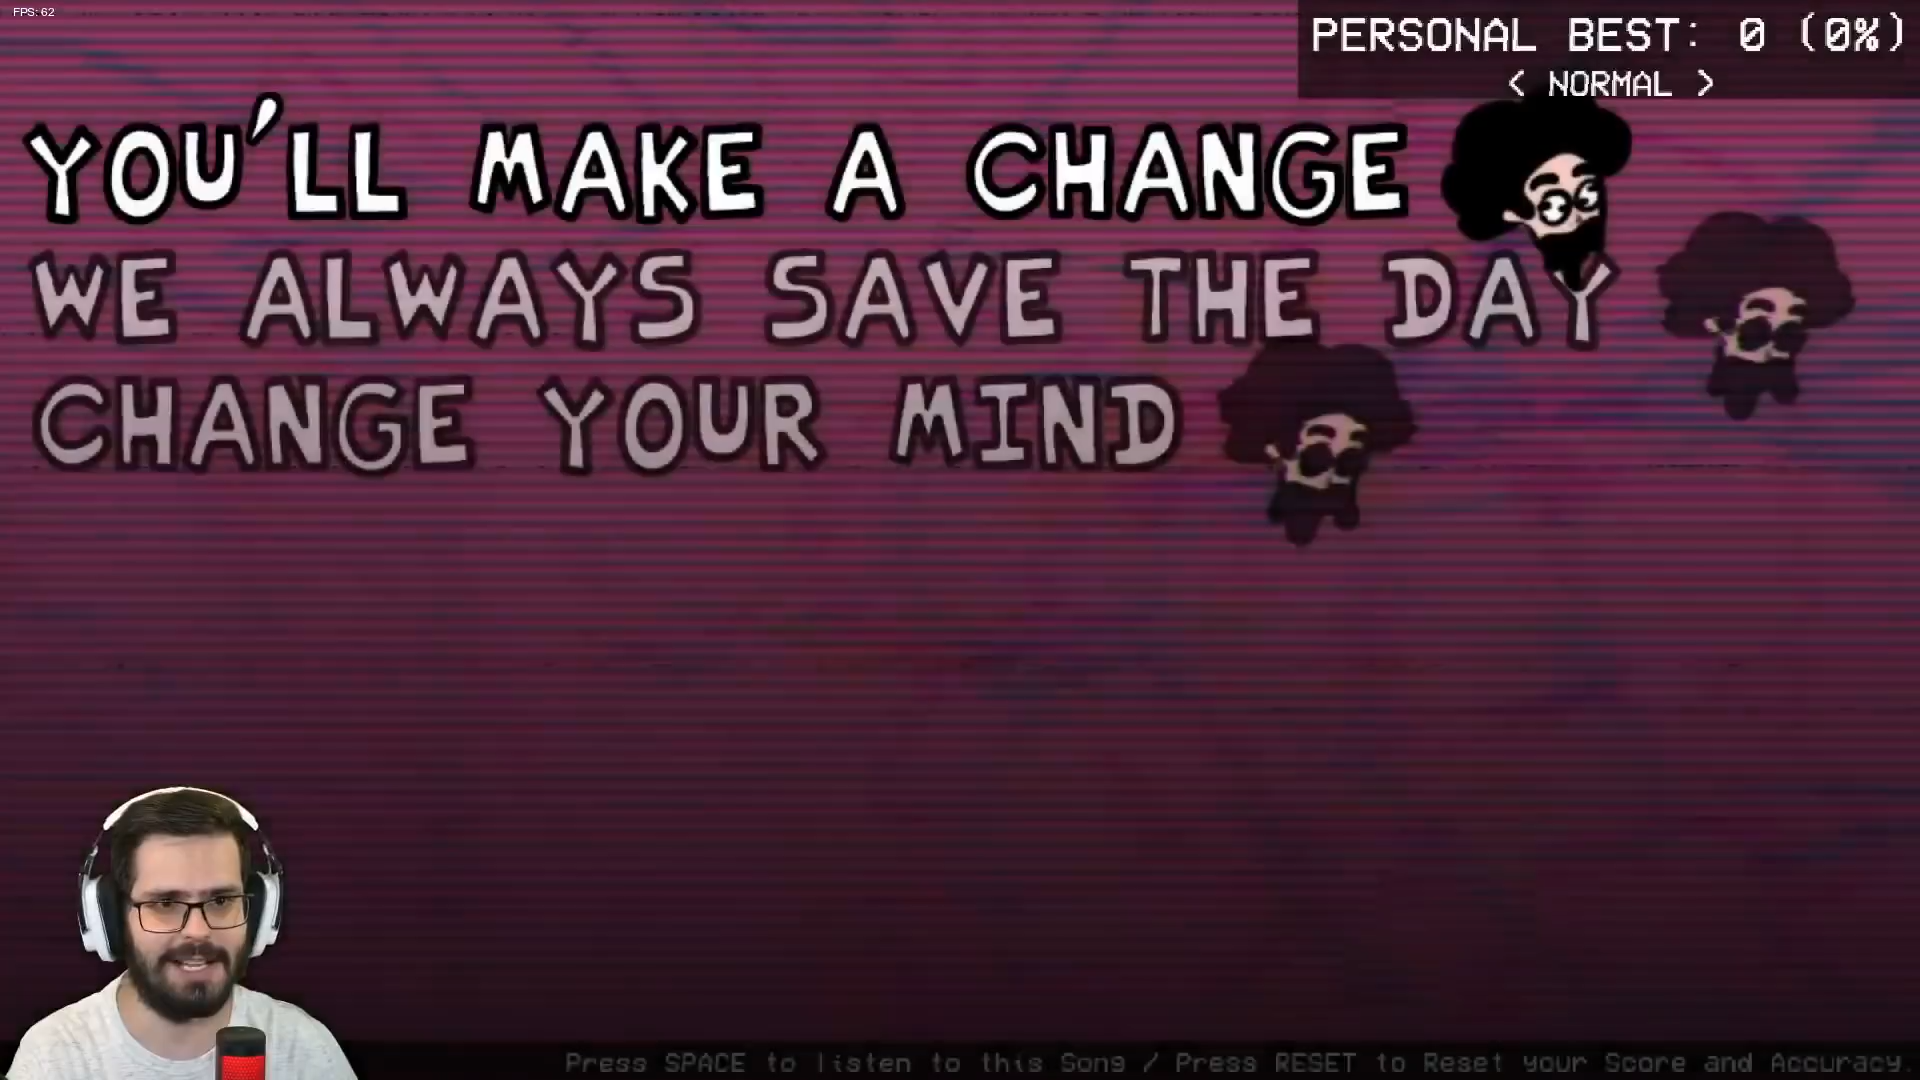 FPS: 62
PERSONAL BEST: 0 (0%)
< NORMAL >
YOU'LL MAKE A CHANGE
WE ALWAYS SAVE THE DAY
CHANGE YOUR MIND
Press SPACE to listen to this Song / Press RESET to Reset your Score and Accuracy.